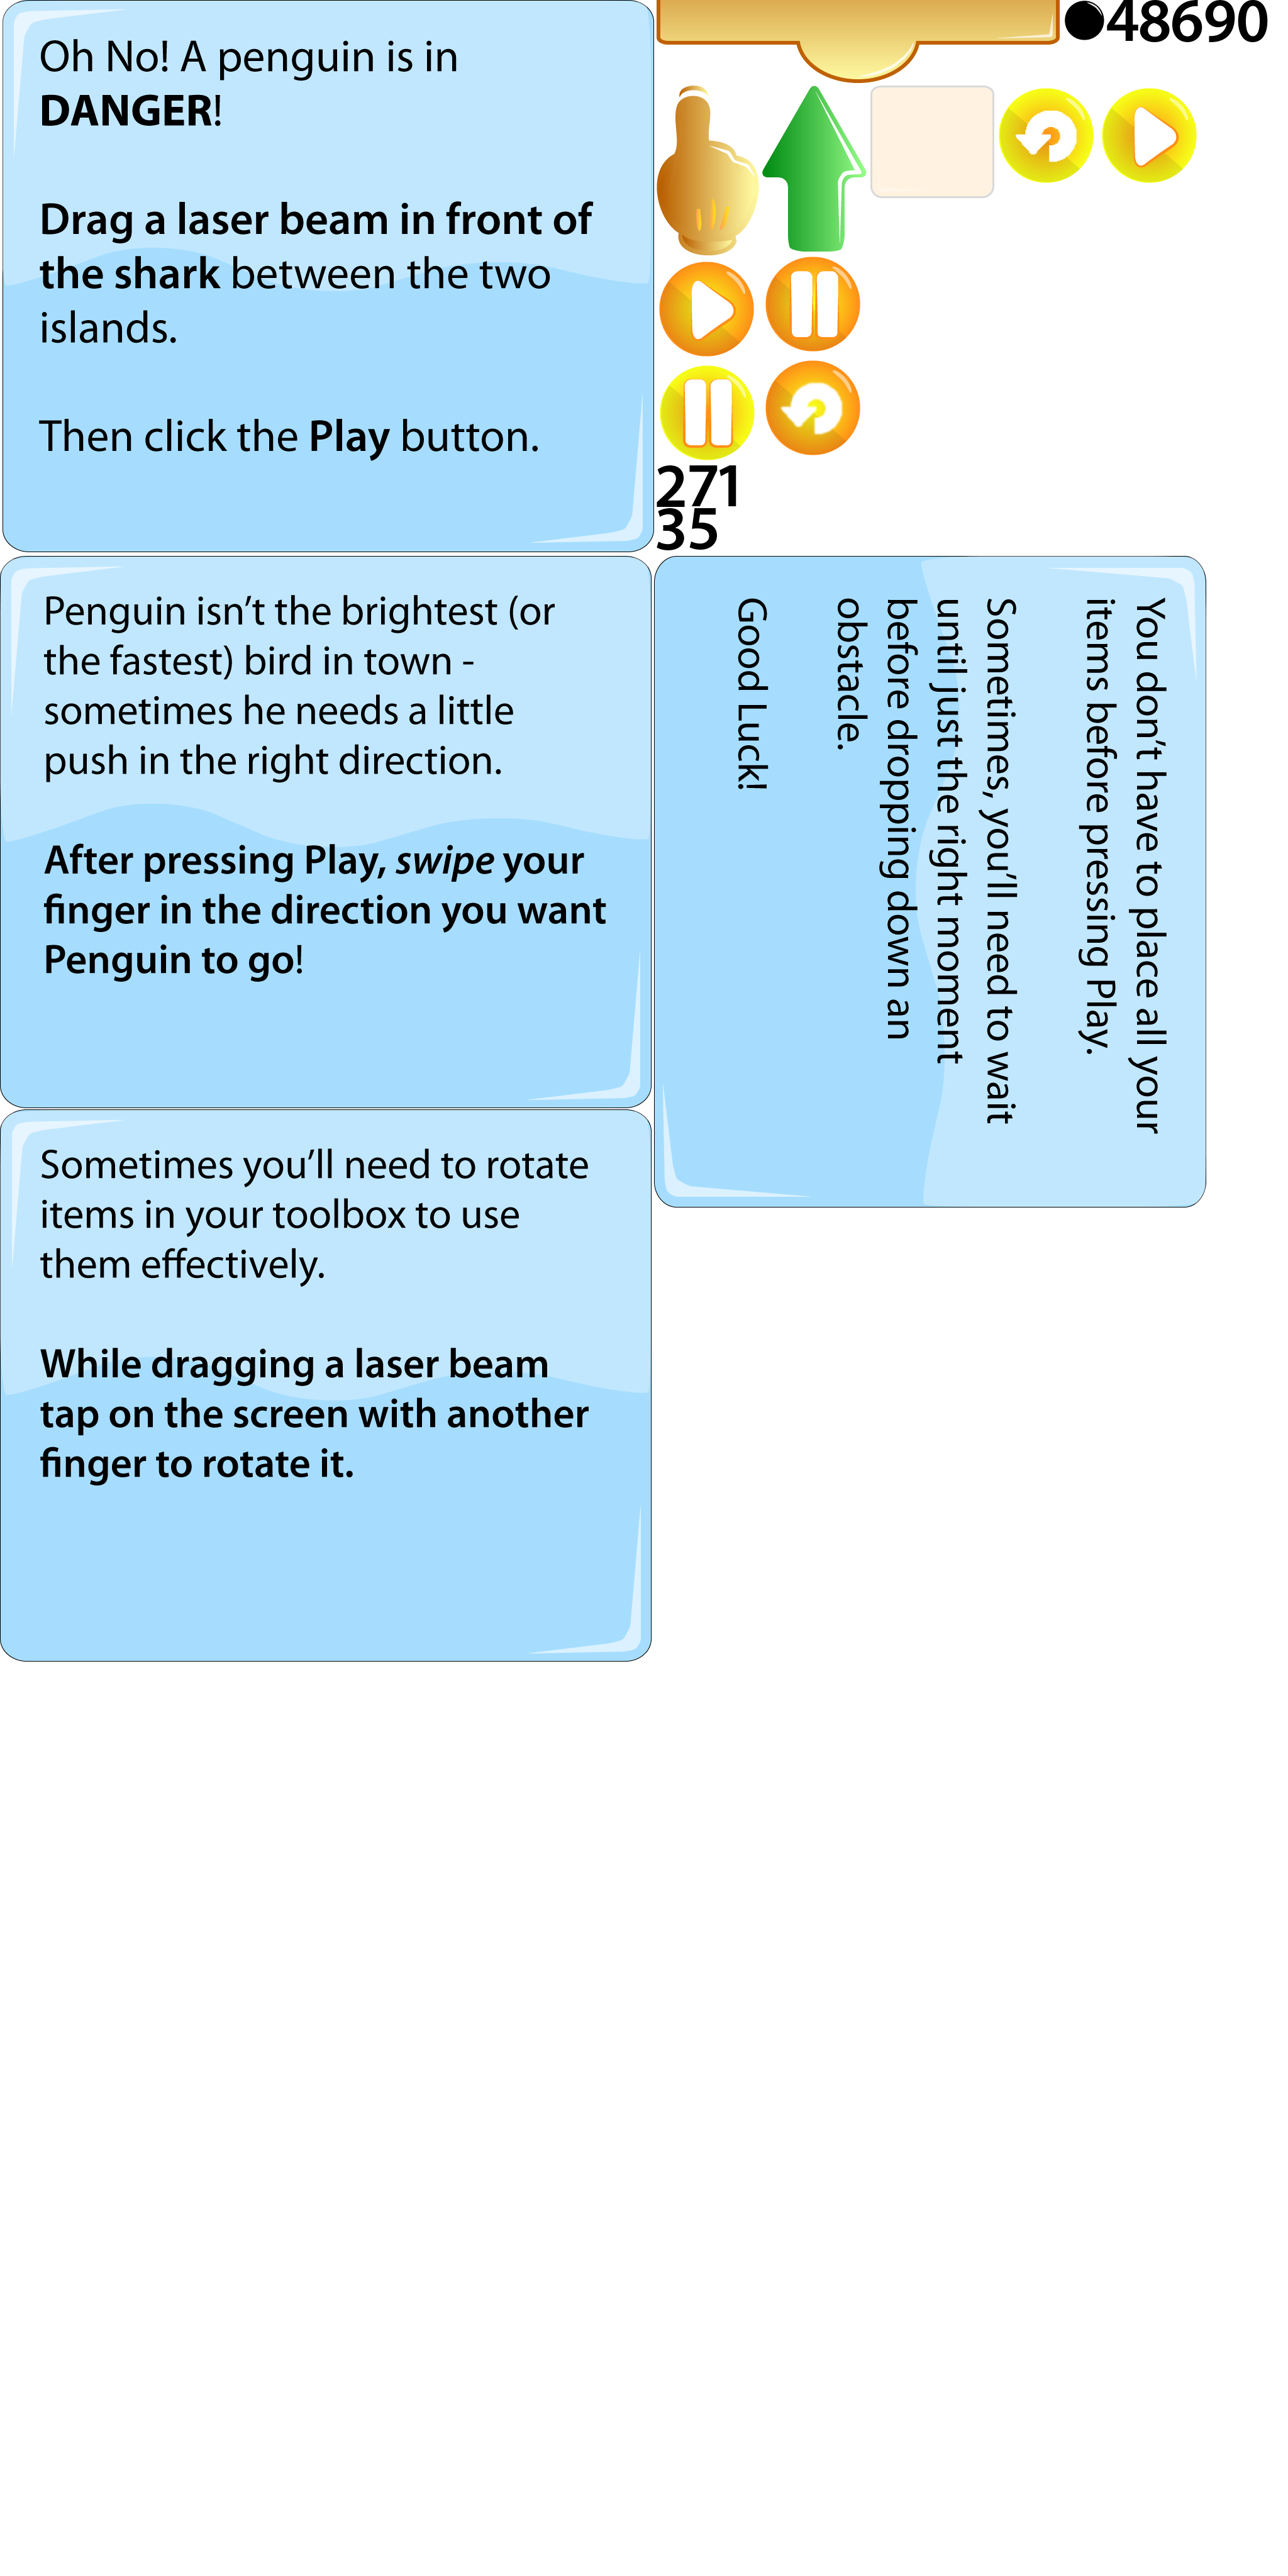 Oh No! A penguin is in
DANGER!
Drag a laser beam in front of
the shark between the two
islands.
Then click the Play button.
48690
271
35
Penguin isn’t the brightest (or
the fastest) bird in town -
sometimes he needs a little
push in the right direction.
After pressing Play, swipe your
finger in the direction you want
Penguin to go!
You don’t have to place all your
items before pressing Play.
Sometimes, you’ll need to wait
until just the right moment
before dropping down an
obstacle.
Good Luck!
Sometimes you’ll need to rotate
items in your toolbox to use
them effectively.
While dragging a laser beam
tap on the screen with another
finger to rotate it.